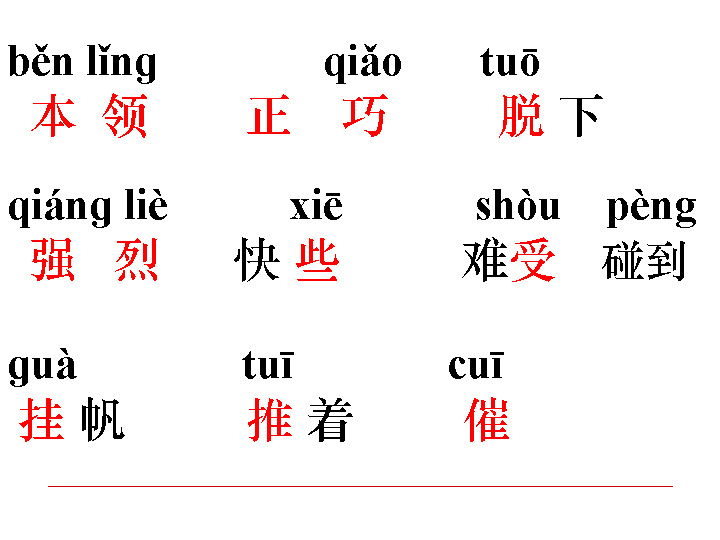 běn lǐng qiǎo tuō
本 领 正 巧 脱 下
qiáng liè xiē shòu pèng
强 烈 快 些 难受 碰到
guà tuī cuī
挂 帆 推 着 催